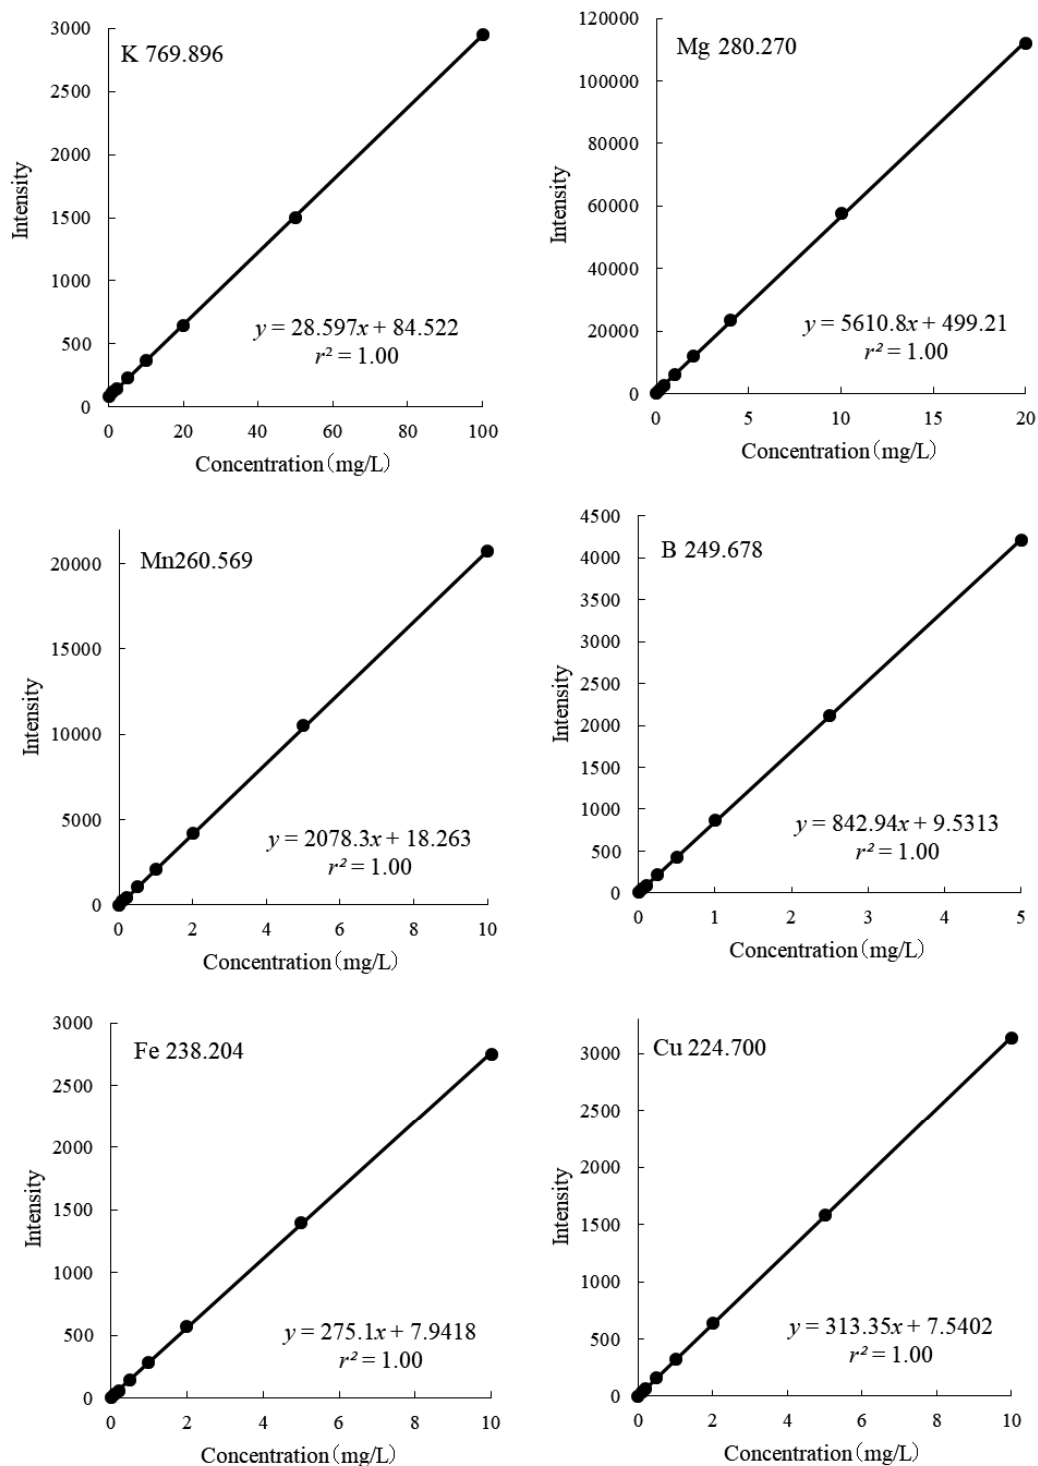 K 769.896
3000
2500
2000
1500
1000
500
0
Intensity
y = 28.597x + 84.522
r² = 1.00
0 20 40 60 80 100
Concentration（mg/L）
Mg 280.270
120000
100000
80000
60000
40000
20000
0
Intensity
y = 5610.8x + 499.21
r² = 1.00
0 5 10 15 20
Concentration（mg/L）
Mn260.569
20000
15000
10000
5000
0
Intensity
y = 2078.3x + 18.263
r² = 1.00
0 2 4 6 8 10
Concentration（mg/L）
B 249.678
4500
4000
3500
3000
2500
2000
1500
1000
500
0
Intensity
y = 842.94x + 9.5313
r² = 1.00
0 1 2 3 4 5
Concentration（mg/L）
Fe 238.204
3000
2500
2000
1500
1000
500
0
Intensity
y = 275.1x + 7.9418
r² = 1.00
0 2 4 6 8 10
Concentration（mg/L）
Cu 224.700
3000
2500
2000
1500
1000
500
0
Intensity
y = 313.35x + 7.5402
r² = 1.00
0 2 4 6 8 10
Concentration（mg/L）